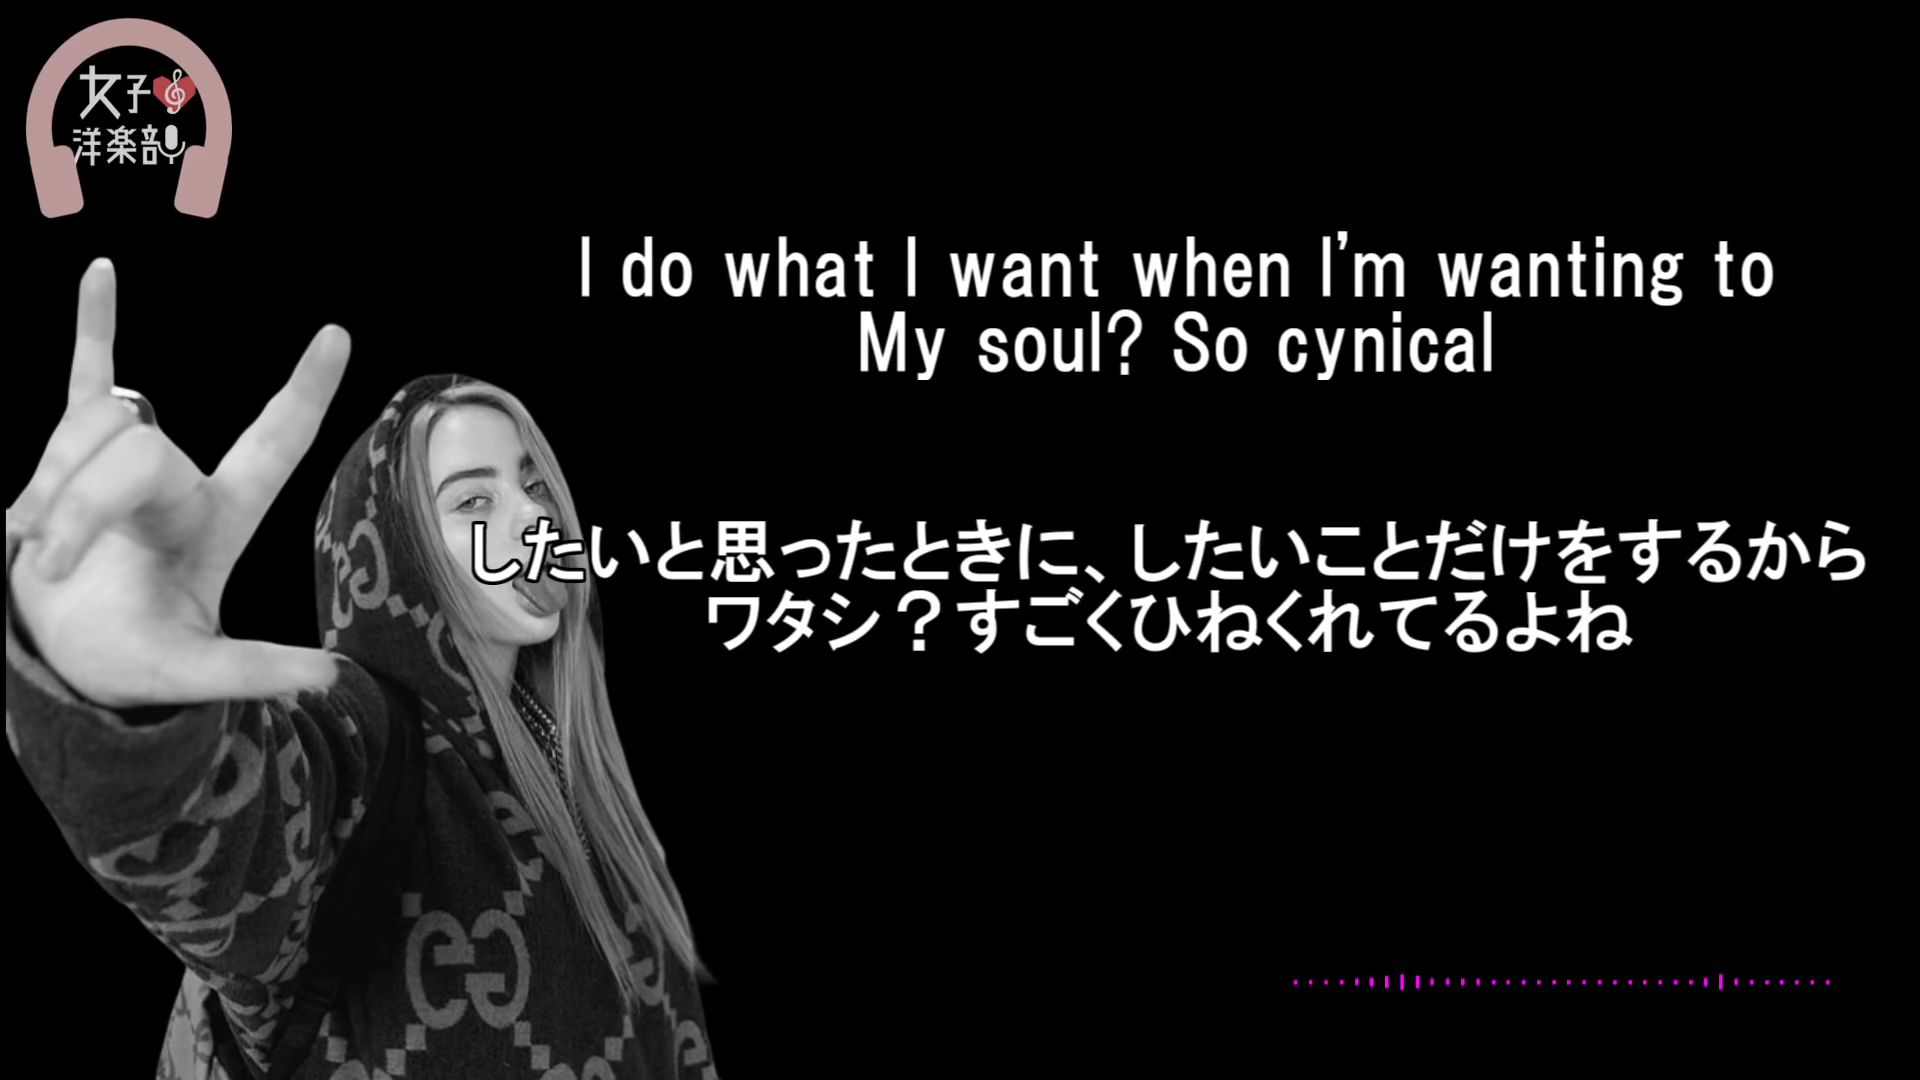 女子
洋楽部
I do what I want when I'm wanting to
My soul? So cynical
したいと思ったときに、したいことだけをするから
ワタシ？すごくひねくれてるよね